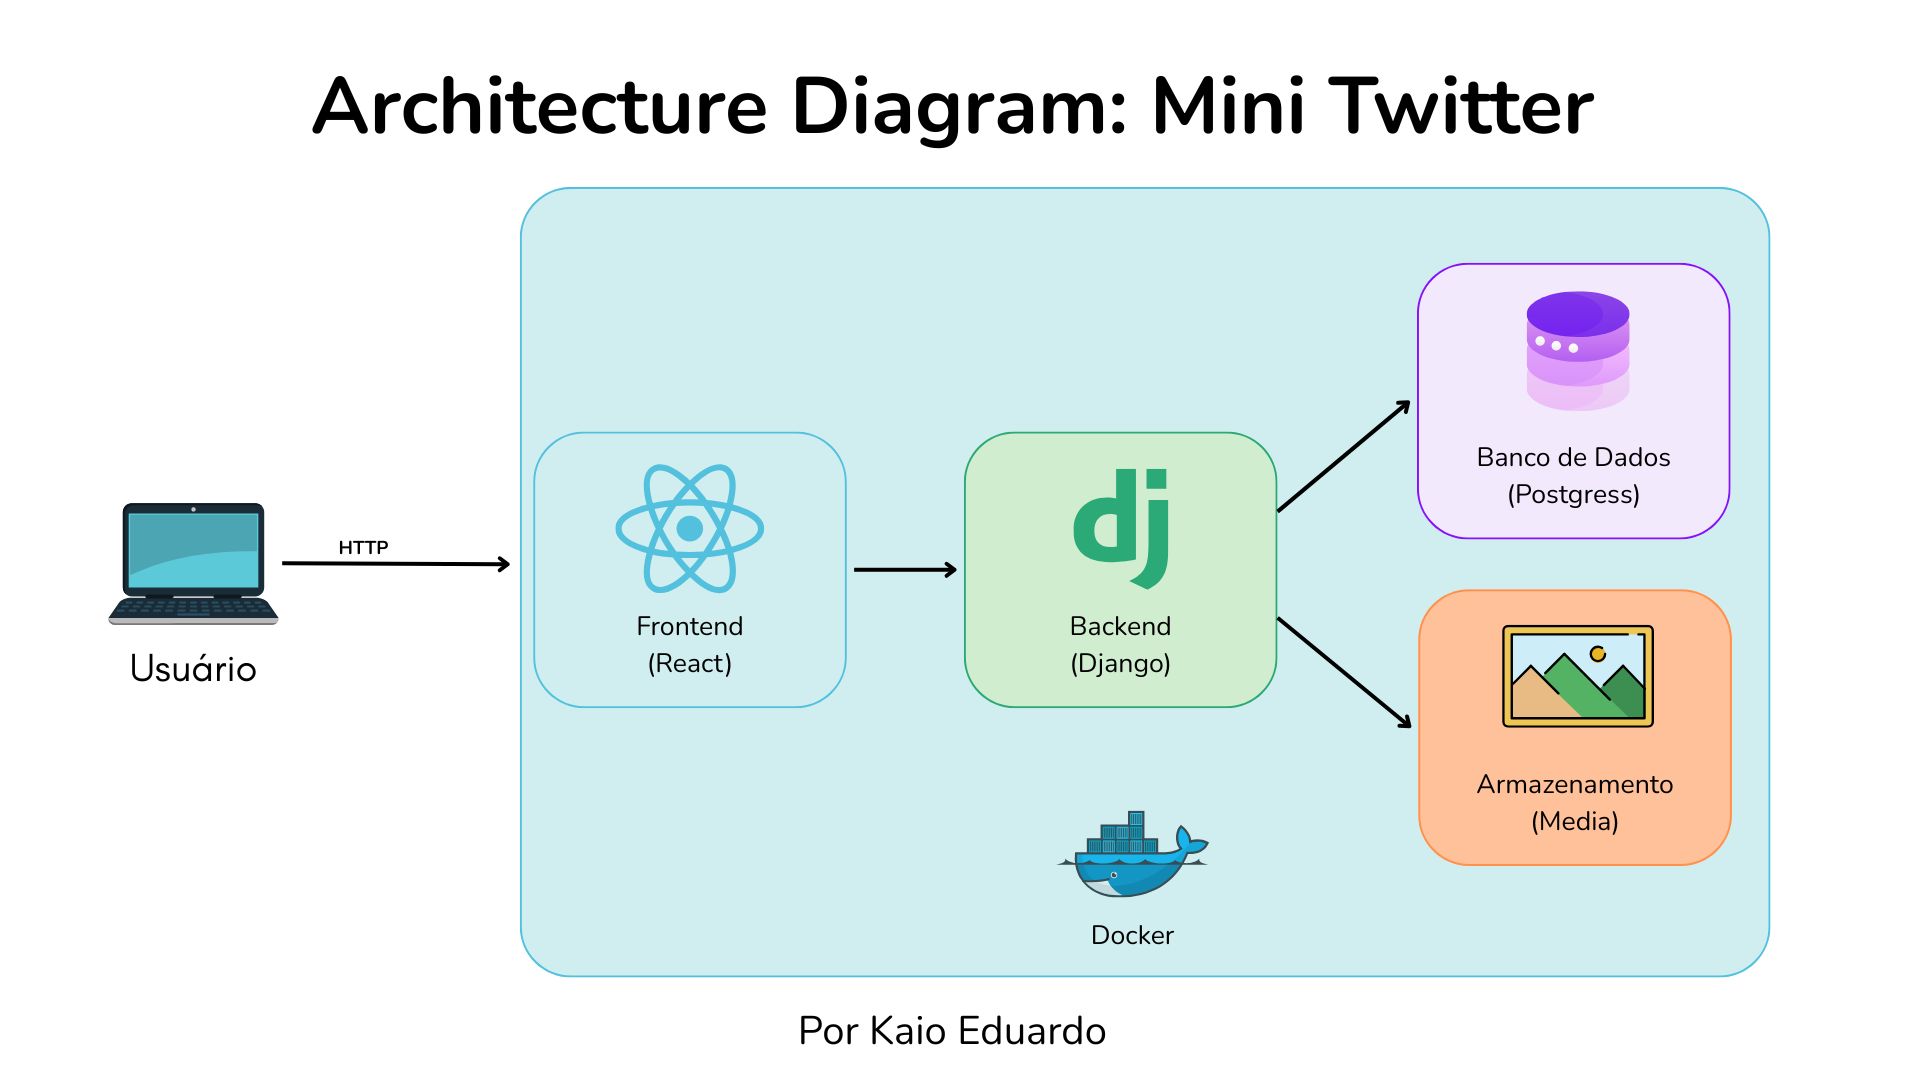 Architecture Diagram: Mini Twitter
Banco de Dados
(Postgress)
HTTP
Usuário
Frontend
(React)
dj
Backend
(Django)
Armazenamento
(Media)
Docker
Por Kaio Eduardo